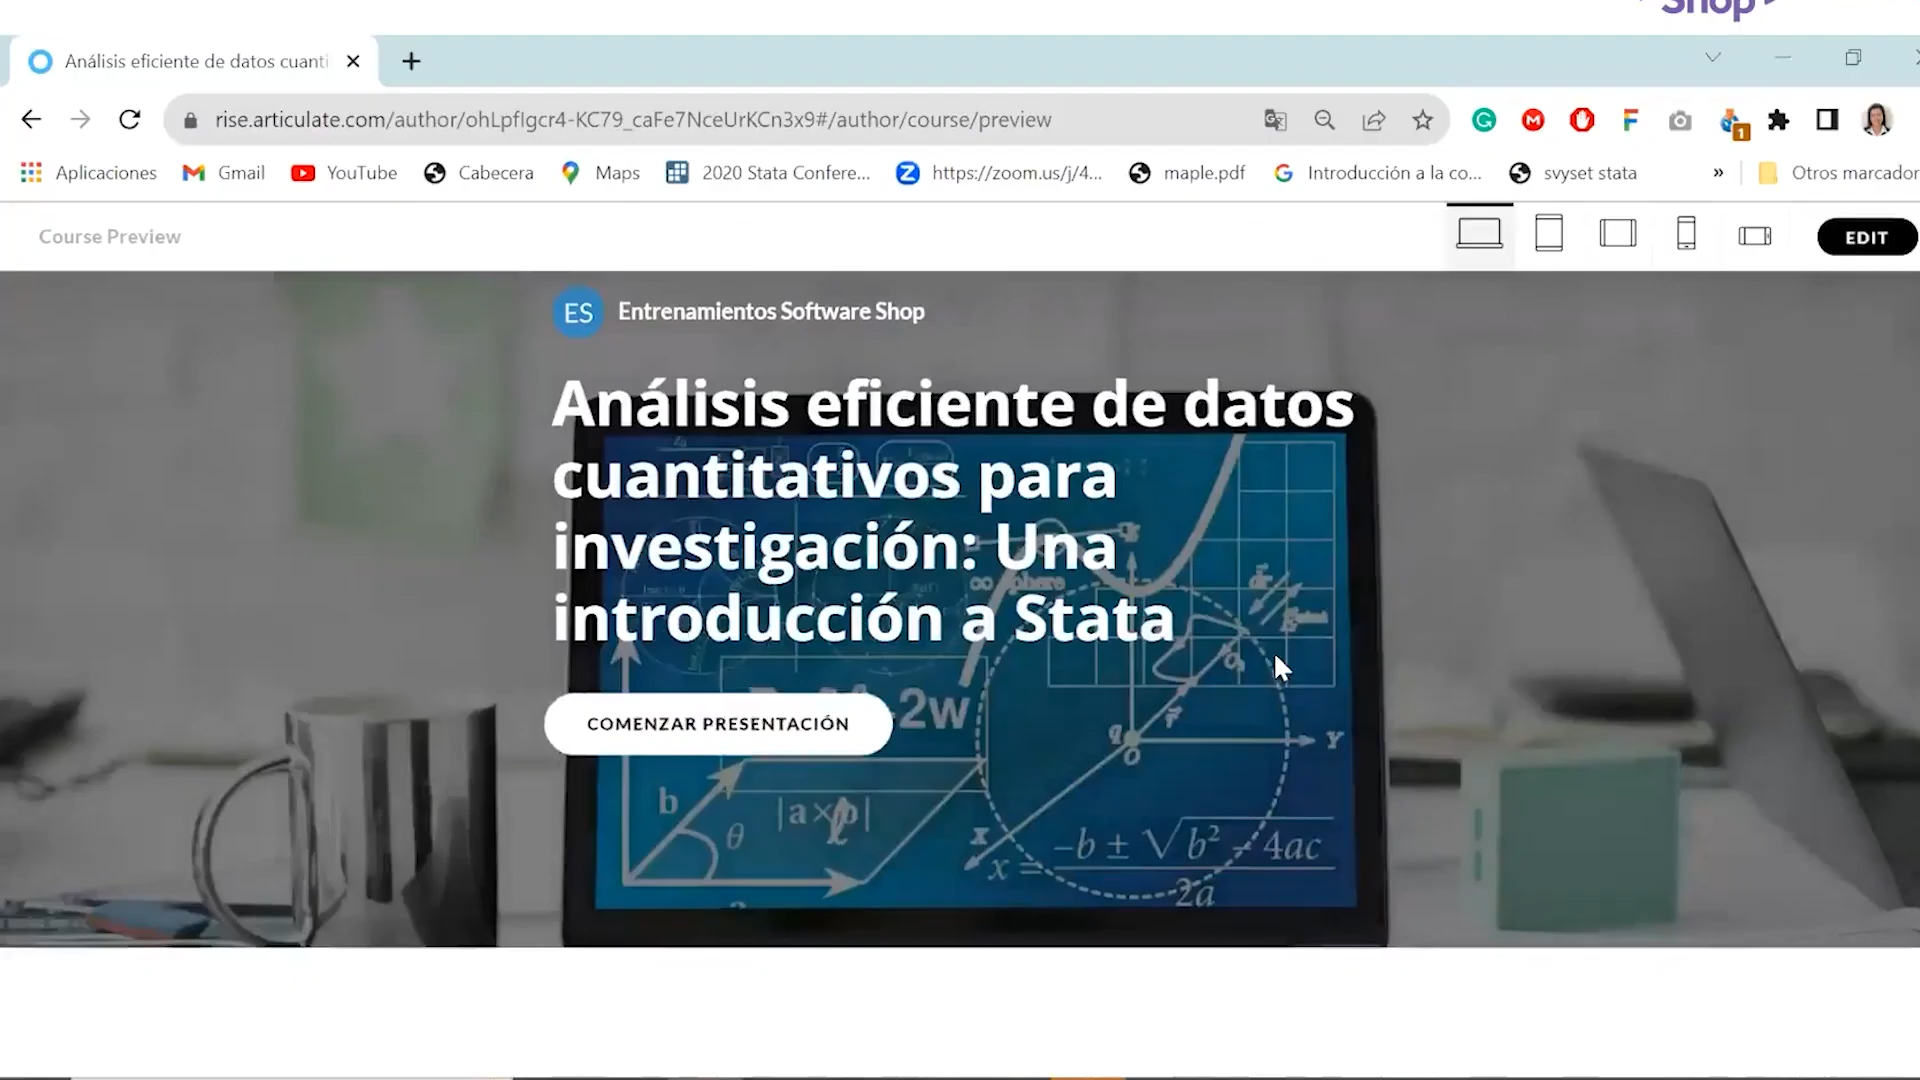 Shop
Análisis eficiente de datos cuanti
rise.articulate.com/author/ohLpfIgcr4-KC79_caFe7NceUrKCn3x9#/author/course/preview
1
Aplicaciones Gmail YouTube Cabecera Maps 2020 Stata Confere... https://zoom.us/j/4... maple.pdf Introducción a la co... svyset stata » Otros marcador
Course Preview
EDIT
ES Entrenamientos Software Shop
Análisis eficiente de datos
cuantitativos para
investigación: Una
introducción a Stata
COMENZAR PRESENTACIÓN
2w
b
θ
q
O
r
Y
X
x = -b ± √b² - 4ac
2a